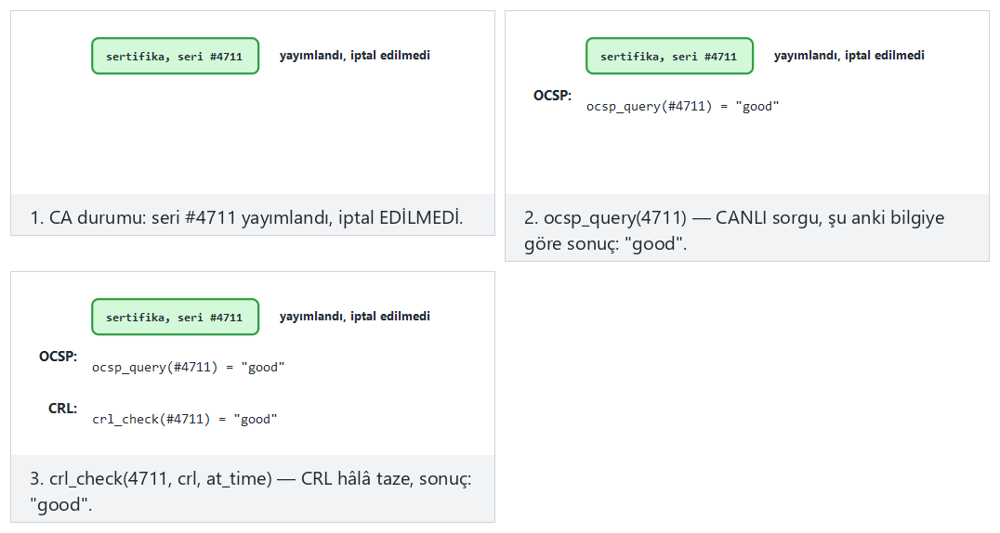 sertifika, seri #4711 yayımlandı, iptal edilmedi
1. CA durumu: seri #4711 yayımlandı, iptal EDİLMEDİ.
sertifika, seri #4711 yayımlandı, iptal edilmedi
OCSP:
ocsp_query(#4711) = "good"
2. ocsp_query(4711) — CANLI sorgu, şu anki bilgiye
göre sonuç: "good".
sertifika, seri #4711 yayımlandı, iptal edilmedi
OCSP:
ocsp_query(#4711) = "good"
CRL:
crl_check(#4711) = "good"
3. crl_check(4711, crl, at_time) — CRL hâlâ taze, sonuç:
"good".